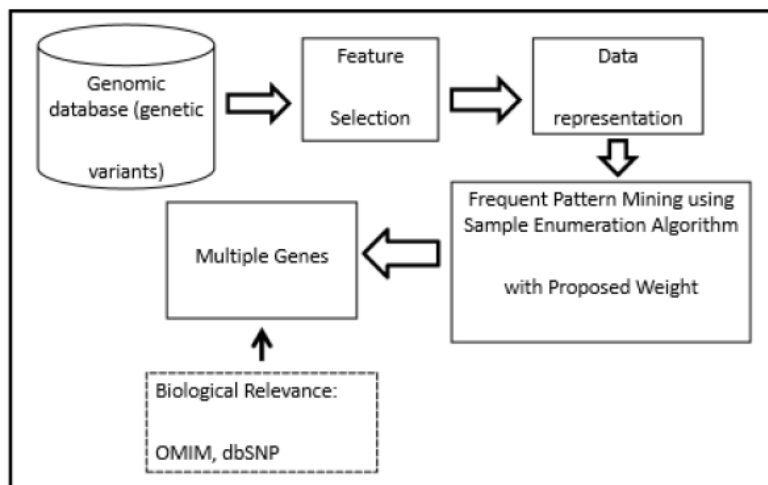 Genomic
database (genetic
variants)
Feature
Selection
Data
representation
Frequent Pattern Mining using
Sample Enumeration Algorithm
with Proposed Weight
Multiple Genes
Biological Relevance:
OMIM, dbSNP